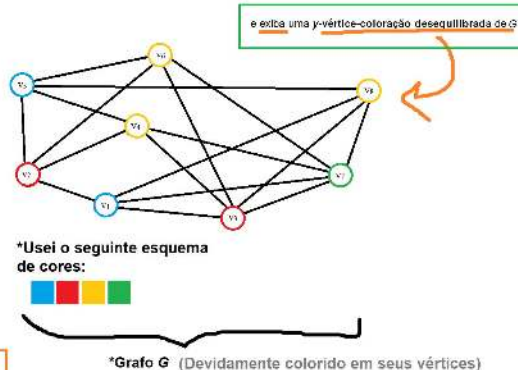 e exiba uma y-vértice-coloração desequilibrada de G
v6
v5
v8
v4
v2
v7
v1
v3
*Usei o seguinte esquema
de cores:
*Grafo G (Devidamente colorido em seus vértices)